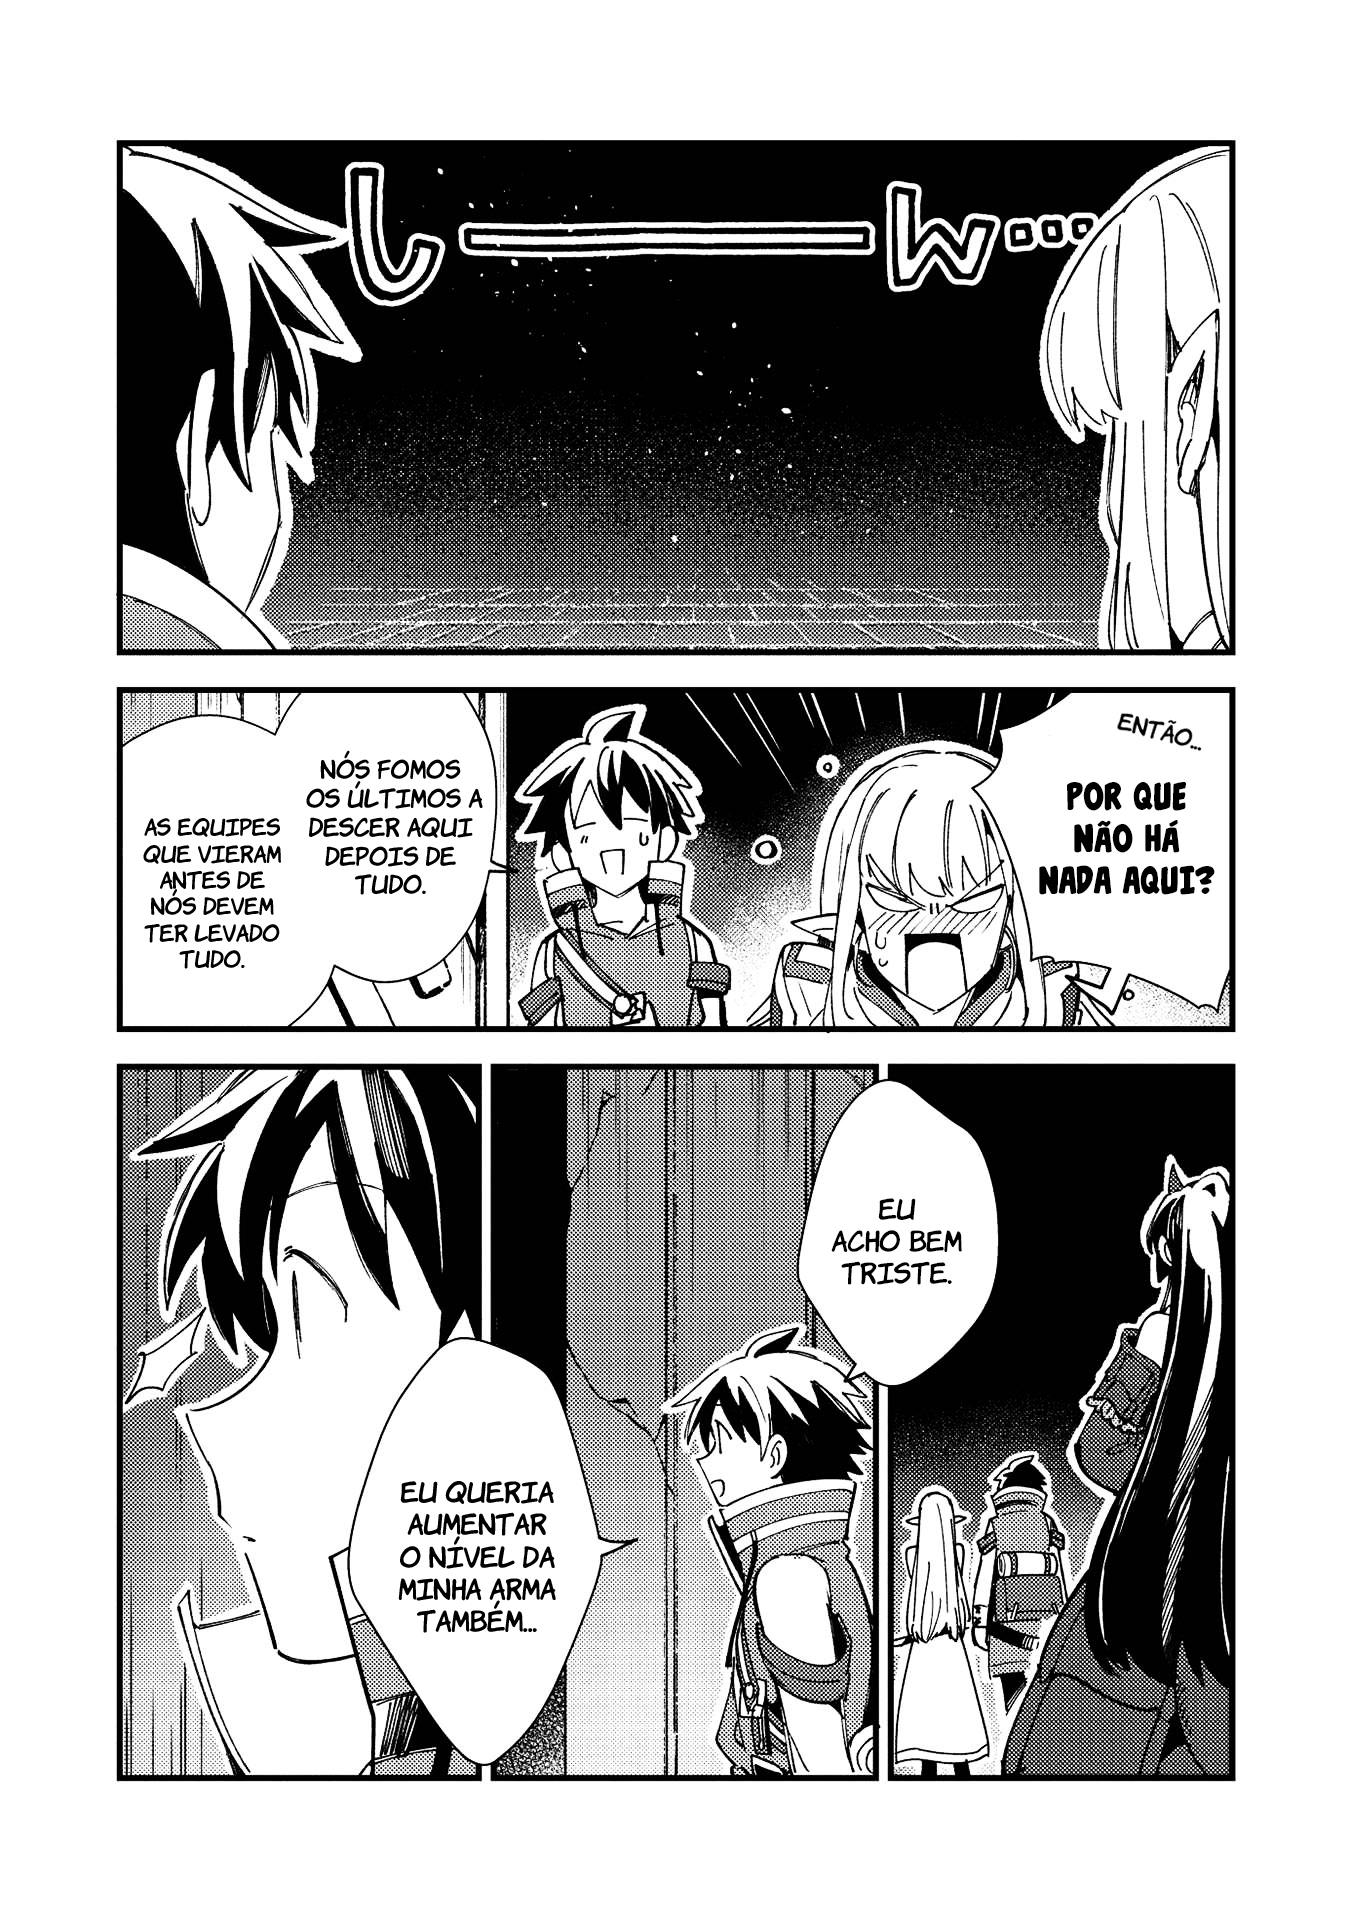 し
ーン...
ENTÃO...
POR QUE
NÃO HÁ
NADA AQUI?
NÓS FOMOS
OS ÚLTIMOS A
DESCER AQUI
DEPOIS DE
TUDO.
AS EQUIPES
QUE VIERAM
ANTES DE
NÓS DEVEM
TER LEVADO
TUDO.
EU
ACHO BEM
TRISTE.
EU QUERIA
AUMENTAR
O NÍVEL DA
MINHA ARMA
TAMBÉM...